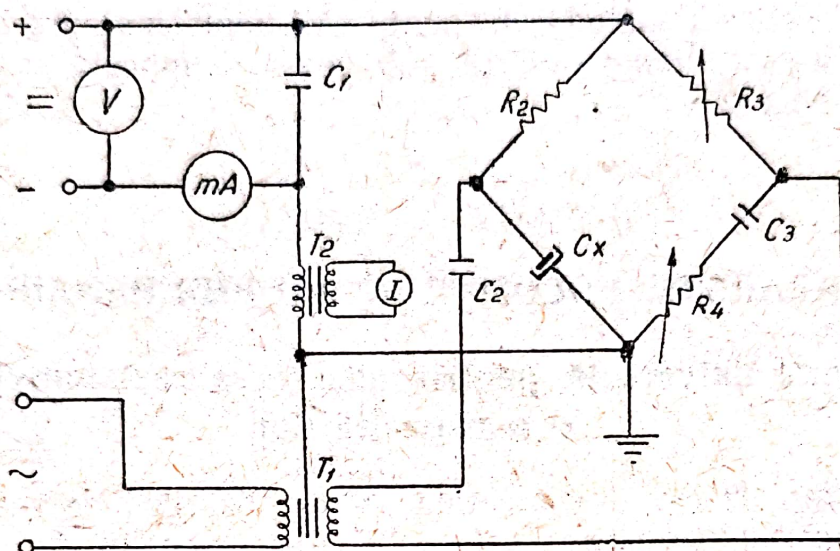 +
C₁
V
=
R₂
R₃
-
mA
T₂
Cx
C₃
I
C₂
R₄
~
T₁